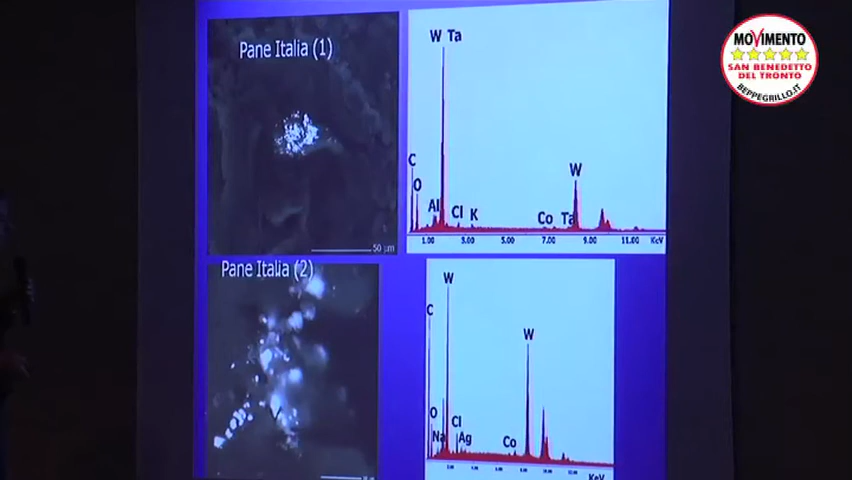 Pane Italia (1)
50 µm
W Ta
C
O
Al
Cl
K
Co
Ta
W
1.00 3.00 5.00 7.00 9.00 11.00 KeV
Pane Italia (2)
W
C
O
Na
Cl
Ag
Co
W
KeV
MOVIMENTO
SAN BENEDETTO
DEL TRONTO
BEPPEGRILLO.IT